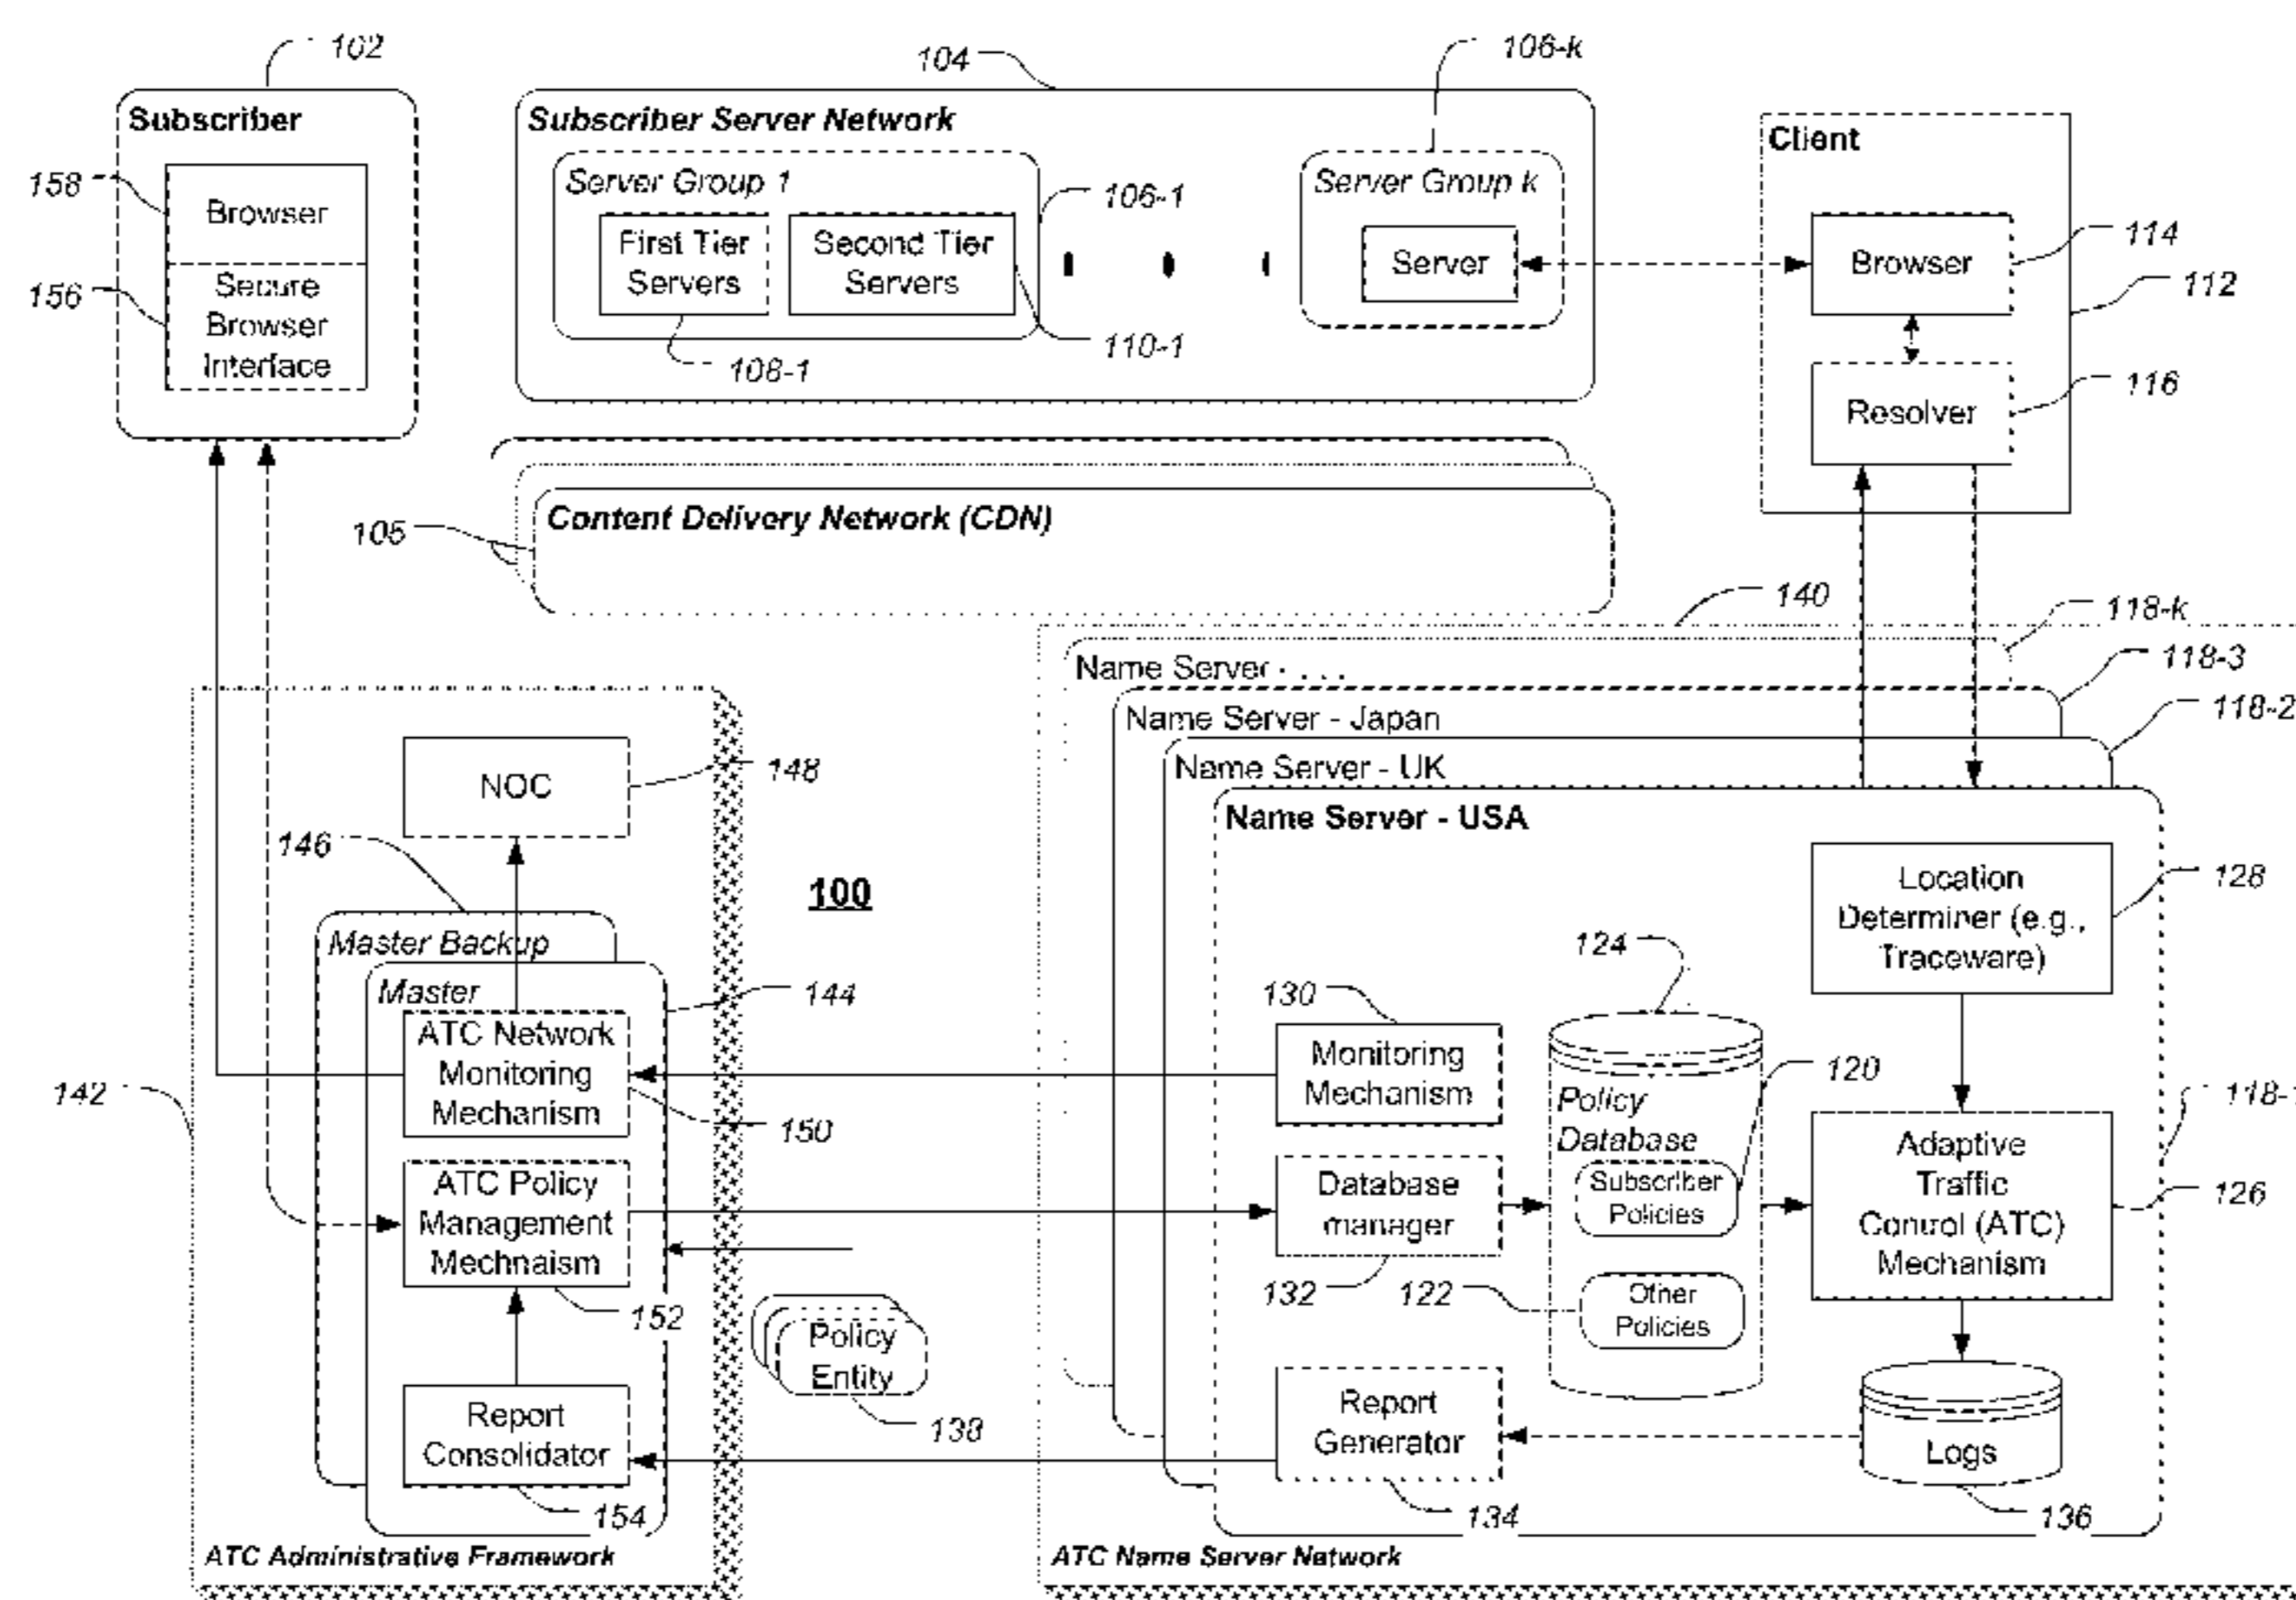 102
104
106-k
Subscriber
Subscriber Server Network
Client
158
Browser
Server Group 1
106-1
Server Group k
First Tier
Servers
Second Tier
Servers
Server
Browser
114
156
Secure
Browser
Interface
112
108-1
110-1
Resolver
116
105
Content Delivery Network (CDN)
140
118-k
Name Server - . . .
118-3
Name Server - Japan
118-2
Name Server - UK
NOC
148
Name Server - USA
146
100
Location
Determiner (e.g.,
Traceware)
128
Master Backup
124
Master
144
130
ATC Network
Monitoring
Mechanism
Monitoring
Mechanism
120
142
150
Policy
Database
118-1
ATC Policy
Management
Mechnaism
Database
manager
Subscriber
Policies
Adaptive
Traffic
Control (ATC)
Mechanism
126
152
132
122
Other
Policies
Policy
Entity
138
Report
Consolidator
Report
Generator
Logs
154
134
136
ATC Administrative Framework
ATC Name Server Network